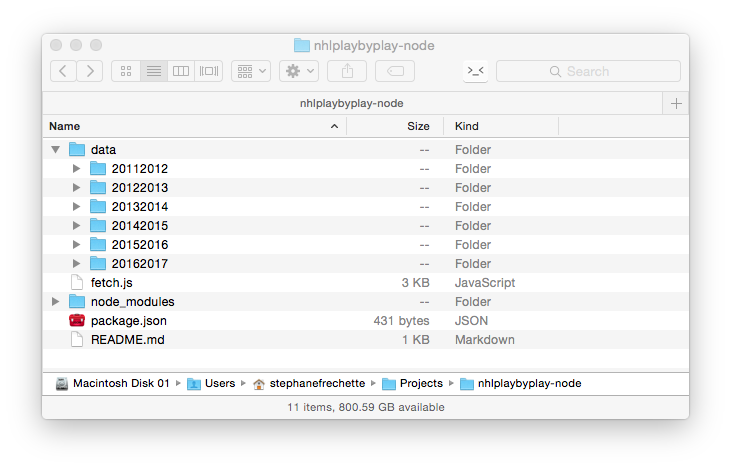 nhlplaybyplay-node
>_< Search
nhlplaybyplay-node +
Name Size Kind
data -- Folder
20112012 -- Folder
20122013 -- Folder
20132014 -- Folder
20142015 -- Folder
20152016 -- Folder
20162017 -- Folder
fetch.js 3 KB JavaScript
node_modules -- Folder
package.json 431 bytes JSON
README.md 1 KB Markdown
Macintosh Disk 01 Users stephanefrechette Projects nhlplaybyplay-node
11 items, 800.59 GB available